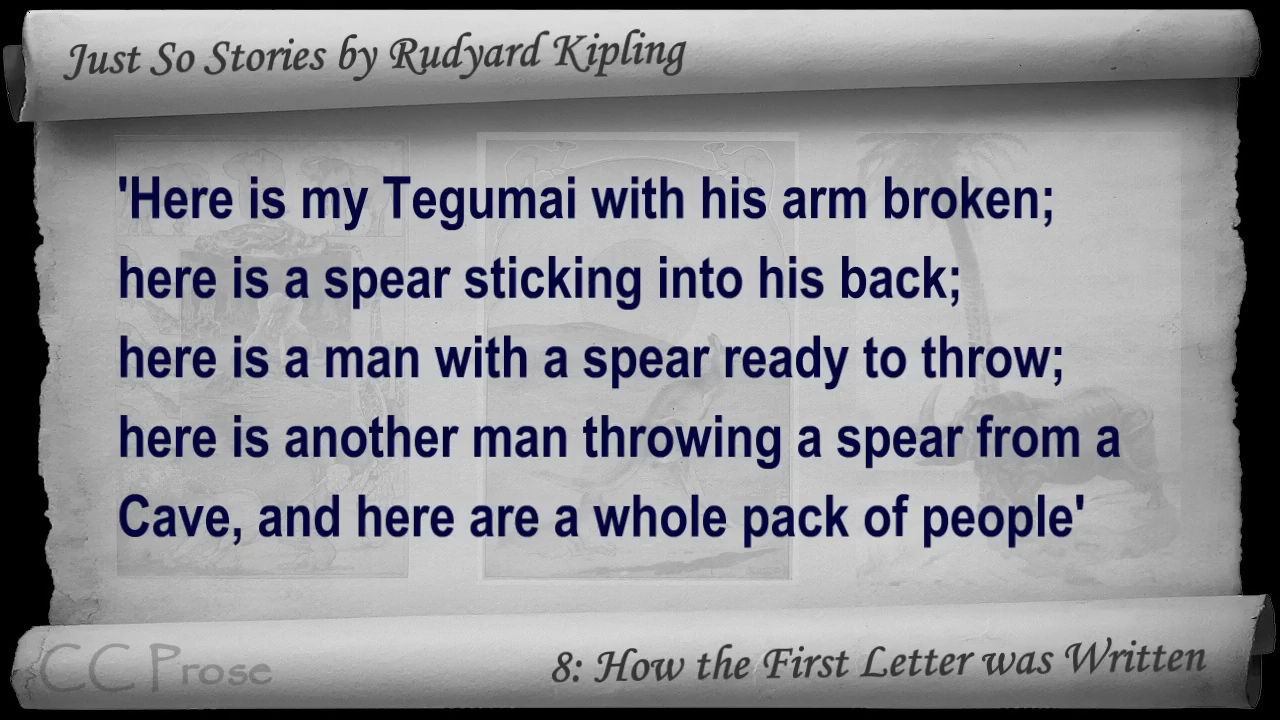 Just So Stories by Rudyard Kipling
'Here is my Tegumai with his arm broken;
here is a spear sticking into his back;
here is a man with a spear ready to throw;
here is another man throwing a spear from a
Cave, and here are a whole pack of people'
CC Prose
8: How the First Letter was Written